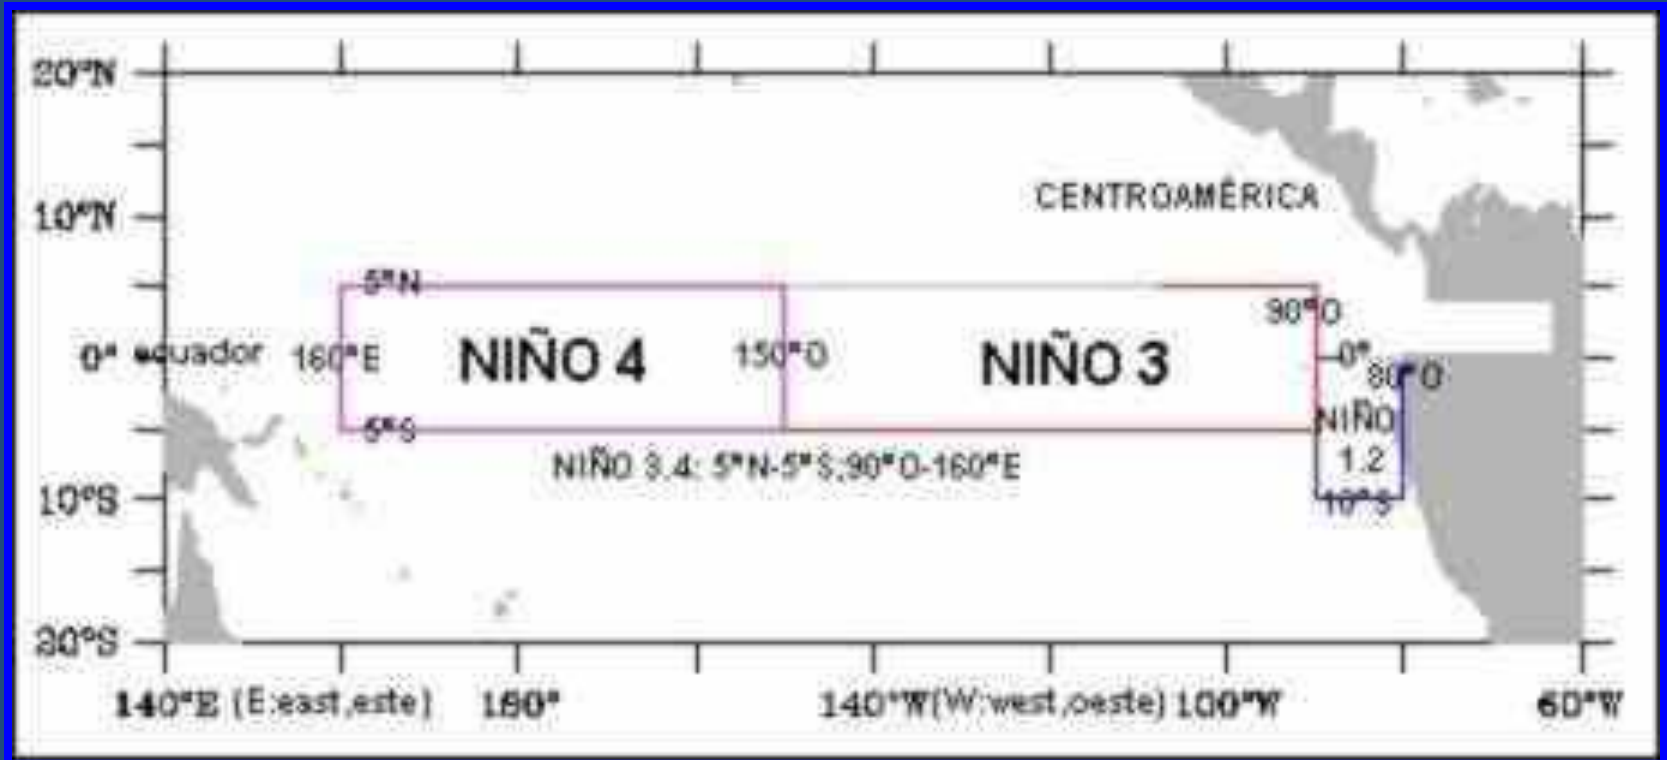 20°N
10°N
CENTROAMÉRICA
5°N
90°O
0° ecuador 160°E NIÑO 4 150°O NIÑO 3 0°
80°O
NIÑO
1.2
5°S
NIÑO 3.4: 5°N-5°S;90°O-160°E
10°S 10°S
20°S
140°E (E:east,este) 180° 140°W(W:west,oeste) 100°W 60°W